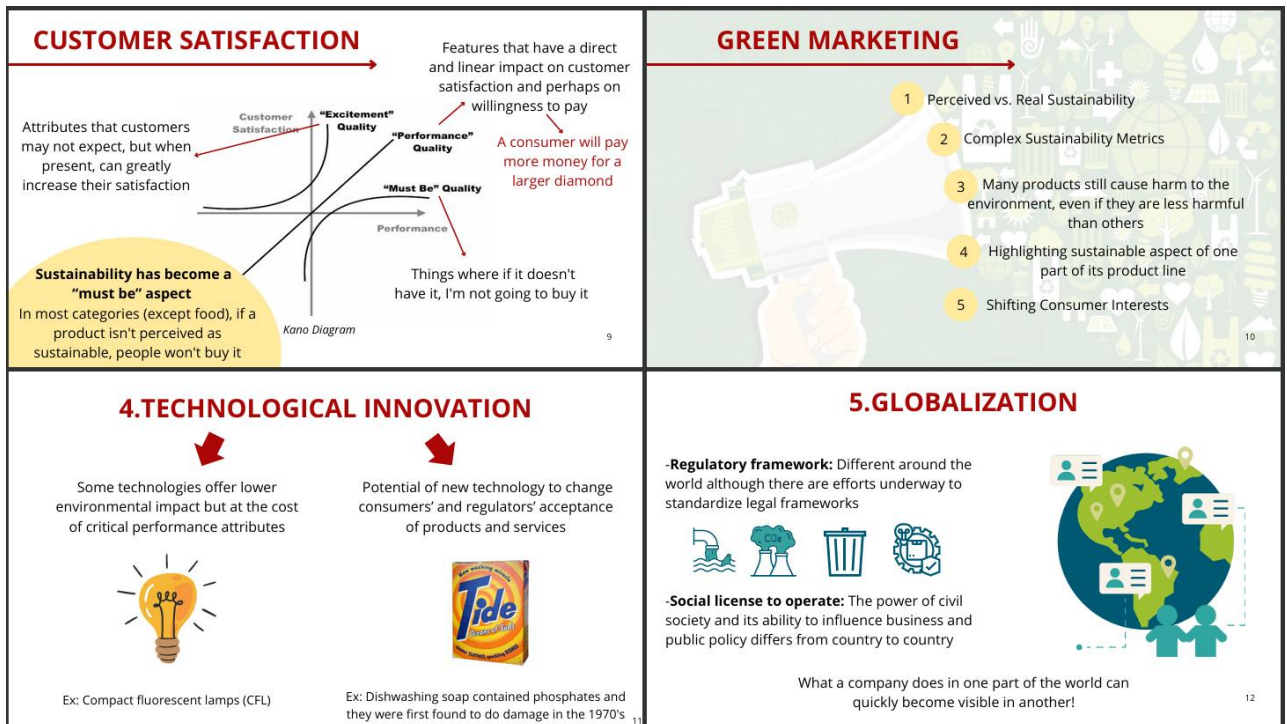 CUSTOMER SATISFACTION
Features that have a direct
and linear impact on customer
satisfaction and perhaps on
willingness to pay
Attributes that customers
may not expect, but when
present, can greatly
increase their satisfaction
Customer
Satisfaction
“Excitement”
Quality
“Performance”
Quality
A consumer will pay
more money for a
larger diamond
“Must Be” Quality
Performance
Things where if it doesn't
have it, I'm not going to buy it
Sustainability has become a
“must be” aspect
In most categories (except food), if a
product isn't perceived as
sustainable, people won't buy it
Kano Diagram
9
GREEN MARKETING
1 Perceived vs. Real Sustainability
2 Complex Sustainability Metrics
3 Many products still cause harm to the
environment, even if they are less harmful
than others
4 Highlighting sustainable aspect of one
part of its product line
5 Shifting Consumer Interests
10
4.TECHNOLOGICAL INNOVATION
Some technologies offer lower
environmental impact but at the cost
of critical performance attributes
Ex: Compact fluorescent lamps (CFL)
Potential of new technology to change
consumers’ and regulators’ acceptance
of products and services
Tide
Ex: Dishwashing soap contained phosphates and
they were first found to do damage in the 1970's
11
5.GLOBALIZATION
-Regulatory framework: Different around the
world although there are efforts underway to
standardize legal frameworks
CO₂
-Social license to operate: The power of civil
society and its ability to influence business and
public policy differs from country to country
What a company does in one part of the world can
quickly become visible in another!
12